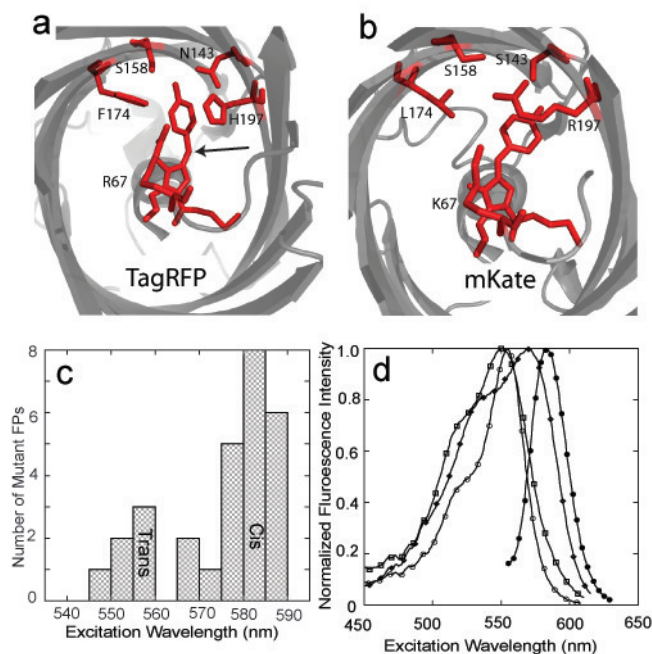 a
S158
N143
F174
H197
R67
TagRFP
b
S158
S143
L174
R197
K67
mKate
c
Number of Mutant FPs
8
6
4
2
0
Trans
Cis
540 550 560 570 580 590
Excitation Wavelength (nm)
d
Normalized Fluroescence Intensity
1.0
0.8
0.6
0.4
0.2
0
450 500 550 600 650
Excitation Wavelength (nm)